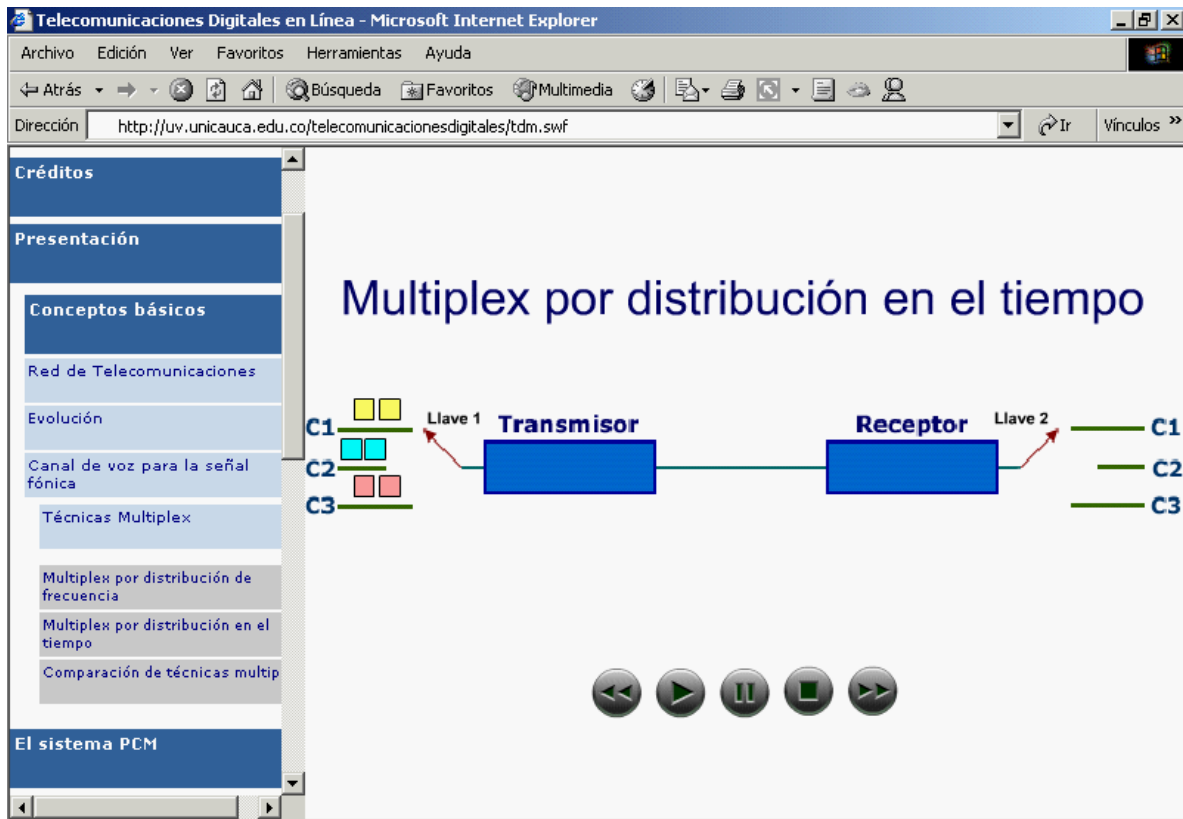 Telecomunicaciones Digitales en Línea - Microsoft Internet Explorer
Archivo Edición Ver Favoritos Herramientas Ayuda
Atrás Búsqueda Favoritos Multimedia
Dirección http://uv.unicauca.edu.co/telecomunicacionesdigitales/tdm.swf Ir Vínculos »
Créditos
Presentación
Conceptos básicos
Red de Telecomunicaciones
Evolución
Canal de voz para la señal
fónica
Técnicas Multiplex
Multiplex por distribución de
frecuencia
Multiplex por distribución en el
tiempo
Comparación de técnicas multip
El sistema PCM
Multiplex por distribución en el tiempo
C1 Llave 1 Transmisor Receptor Llave 2 C1
C2 C2
C3 C3